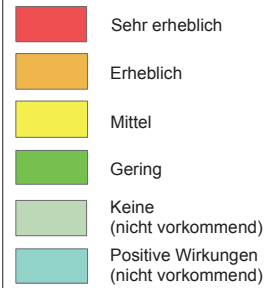 Sehr erheblich
Erheblich
Mittel
Gering
Keine
(nicht vorkommend)
Positive Wirkungen
(nicht vorkommend)